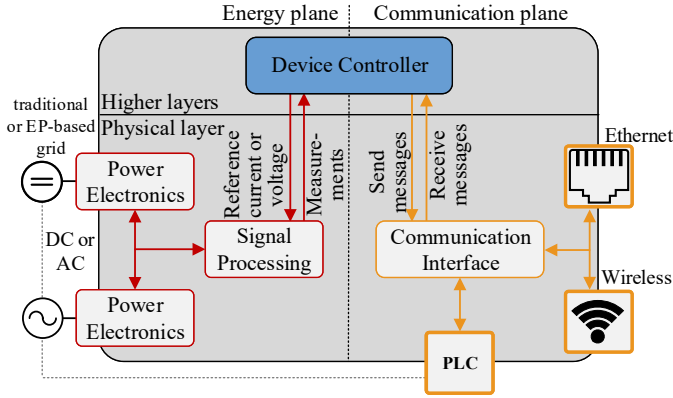 Energy plane
Communication plane
Device Controller
traditional
or EP-based
grid
Higher layers
Physical layer
Ethernet
Power
Electronics
Reference
current or
voltage
Measure-
ments
Send
messages
Receive
messages
DC or
AC
Signal
Processing
Communication
Interface
Wireless
Power
Electronics
PLC